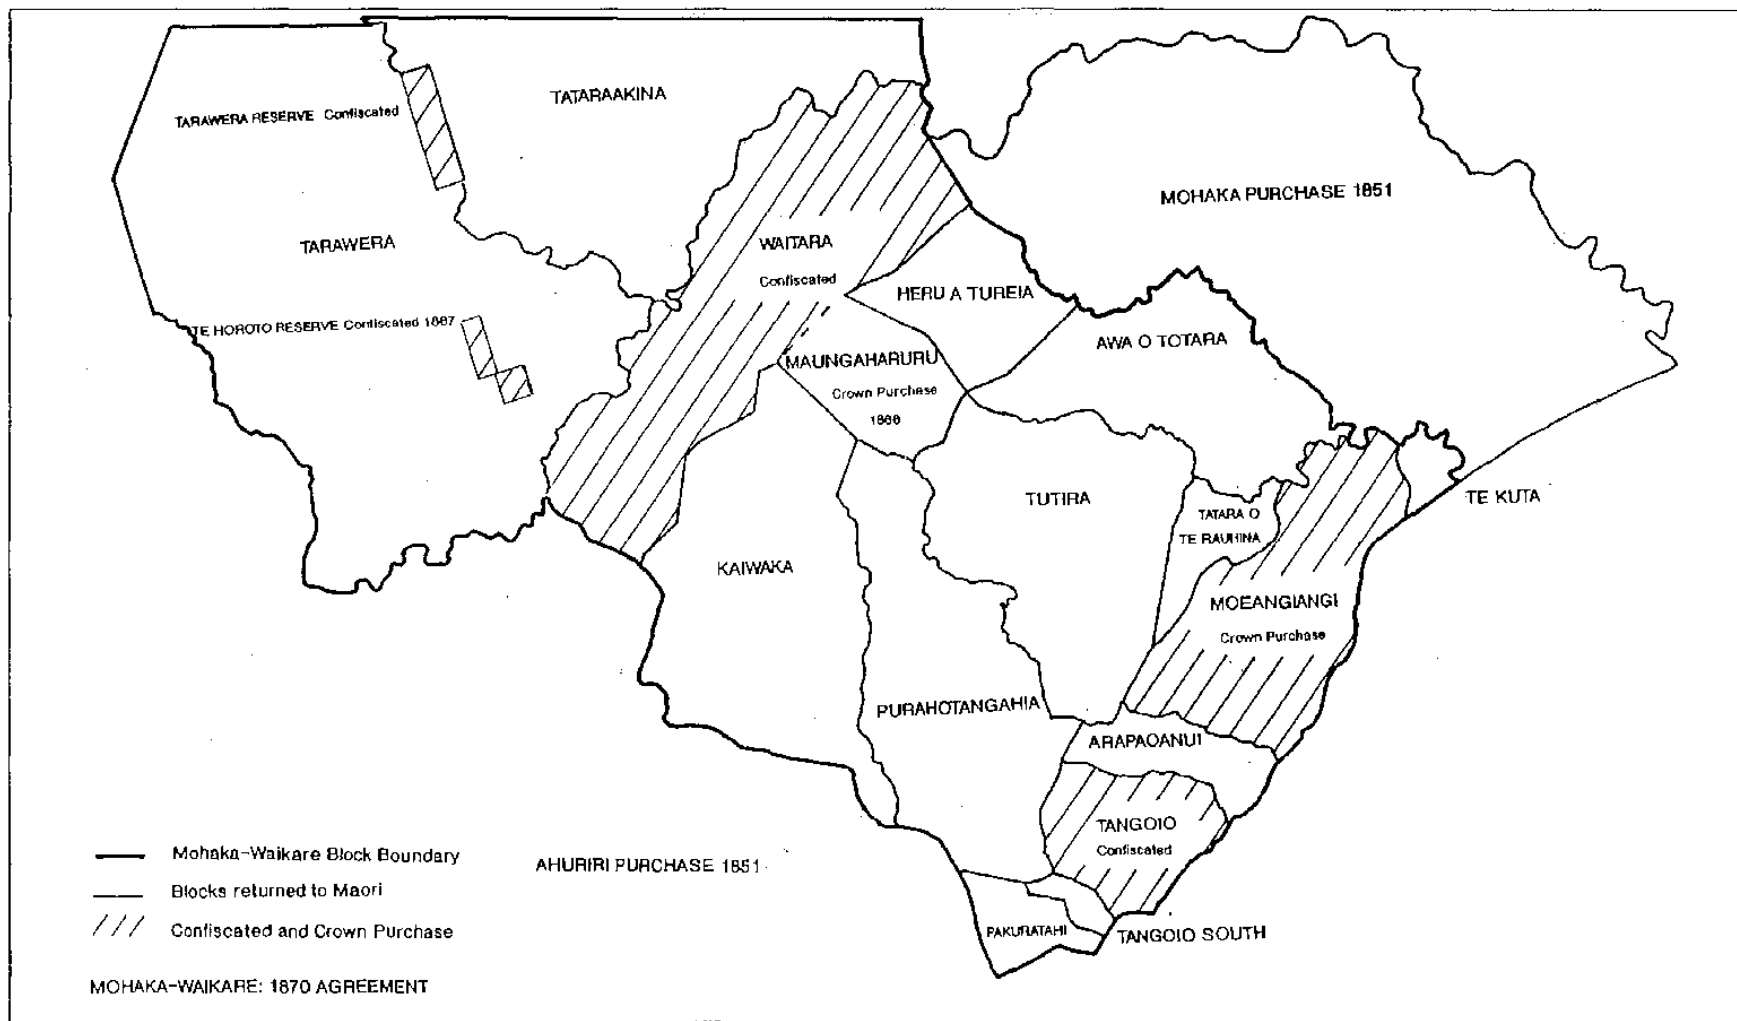 TATARAAKINA
TARAWERA RESERVE Confiscated
MOHAKA PURCHASE 1851
TARAWERA
WAITARA
Confiscated
HERU A TUREIA
TE HOROTO RESERVE Confiscated 1887
AWA O TOTARA
MAUNGAHARURU
Crown Purchase
TUTIRA
TE KUTA
TATARA O
TE RAUHINA
KAIWAKA
MOEANGIANGI
Crown Purchase
PURAHOTANGAHIA
ARAPAOANUI
TANGOIO
Confiscated
Mohaka-Waikare Block Boundary
AHURIRI PURCHASE 1851
Blocks returned to Maori
Confiscated and Crown Purchase
PAKURATAHI
TANGOIO SOUTH
MOHAKA-WAIKARE: 1870 AGREEMENT